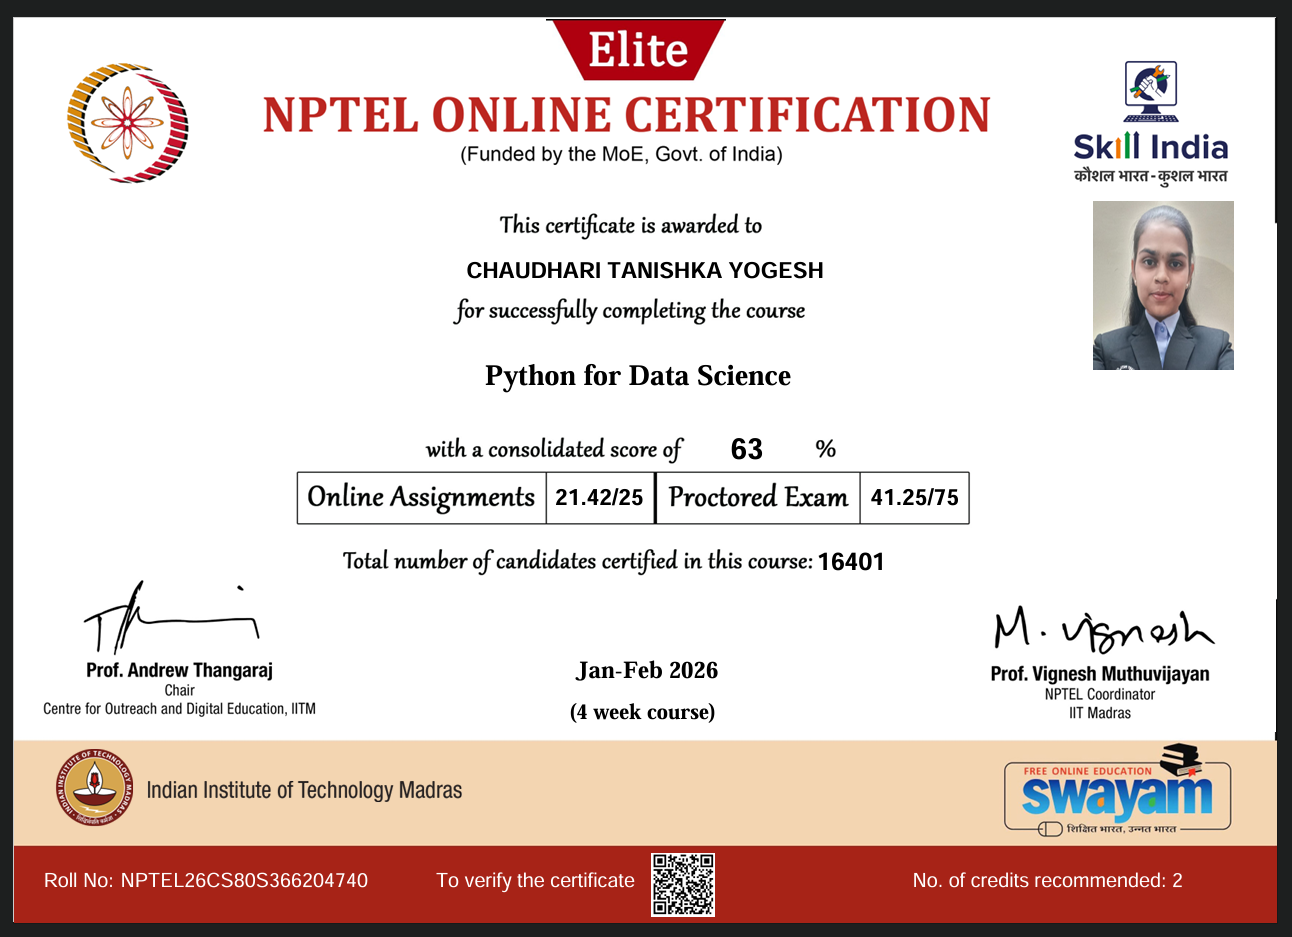 Elite
NPTEL ONLINE CERTIFICATION
(Funded by the MoE, Govt. of India)
Skill India
कौशल भारत - कुशल भारत
This certificate is awarded to
CHAUDHARI TANISHKA YOGESH
for successfully completing the course
Python for Data Science
with a consolidated score of 63 %
Online Assignments 21.42/25 Proctored Exam 41.25/75
Total number of candidates certified in this course: 16401
M. Vignesh
Prof. Andrew Thangaraj
Chair
Centre for Outreach and Digital Education, IITM
Jan-Feb 2026
(4 week course)
Prof. Vignesh Muthuvijayan
NPTEL Coordinator
IIT Madras
INDIAN INSTITUTE OF TECHNOLOGY MADRAS
Indian Institute of Technology Madras
FREE ONLINE EDUCATION
swayam
शिक्षित भारत, उन्नत भारत
Roll No: NPTEL26CS80S366204740
To verify the certificate
No. of credits recommended: 2